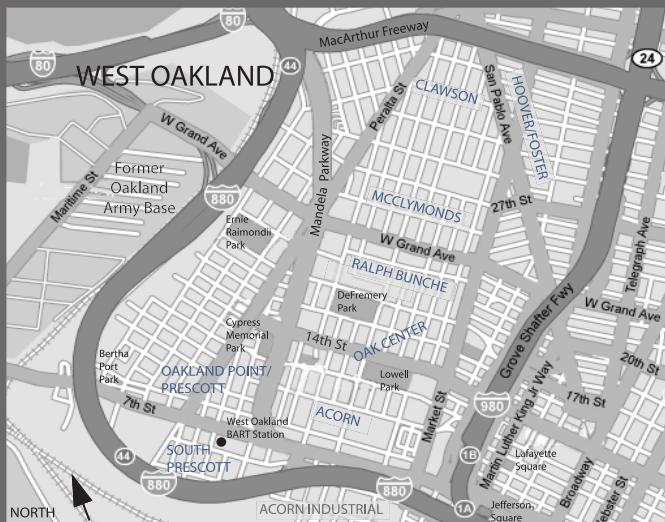 80
MacArthur Freeway
80
WEST OAKLAND
44
24
CLAWSON
San Pablo Ave
HOOVER/FOSTER
Peralta St
W Grand Ave
Mandela Parkway
Former
Oakland
Army Base
Maritime St
880
MCCLYMONDS
27th St
Ernie
Raimondii
Park
W Grand Ave
Telegraph Ave
RALPH BUNCHE
DeFremery
Park
Grove Shafter Fwy
W Grand Ave
Cypress
Memorial
Park
14th St
OAK CENTER
20th St
Bertha
Port
Park
OAKLAND POINT/
PRESCOTT
Lowell
Park
17th St
7th St
ACORN
Market St
980
Martin Luther King Jr Way
West Oakland
BART Station
SOUTH
PRESCOTT
44
1B
Lafayette
Square
Broadway
880
880
ebster St
NORTH
ACORN INDUSTRIAL
1A
Jefferson
Square